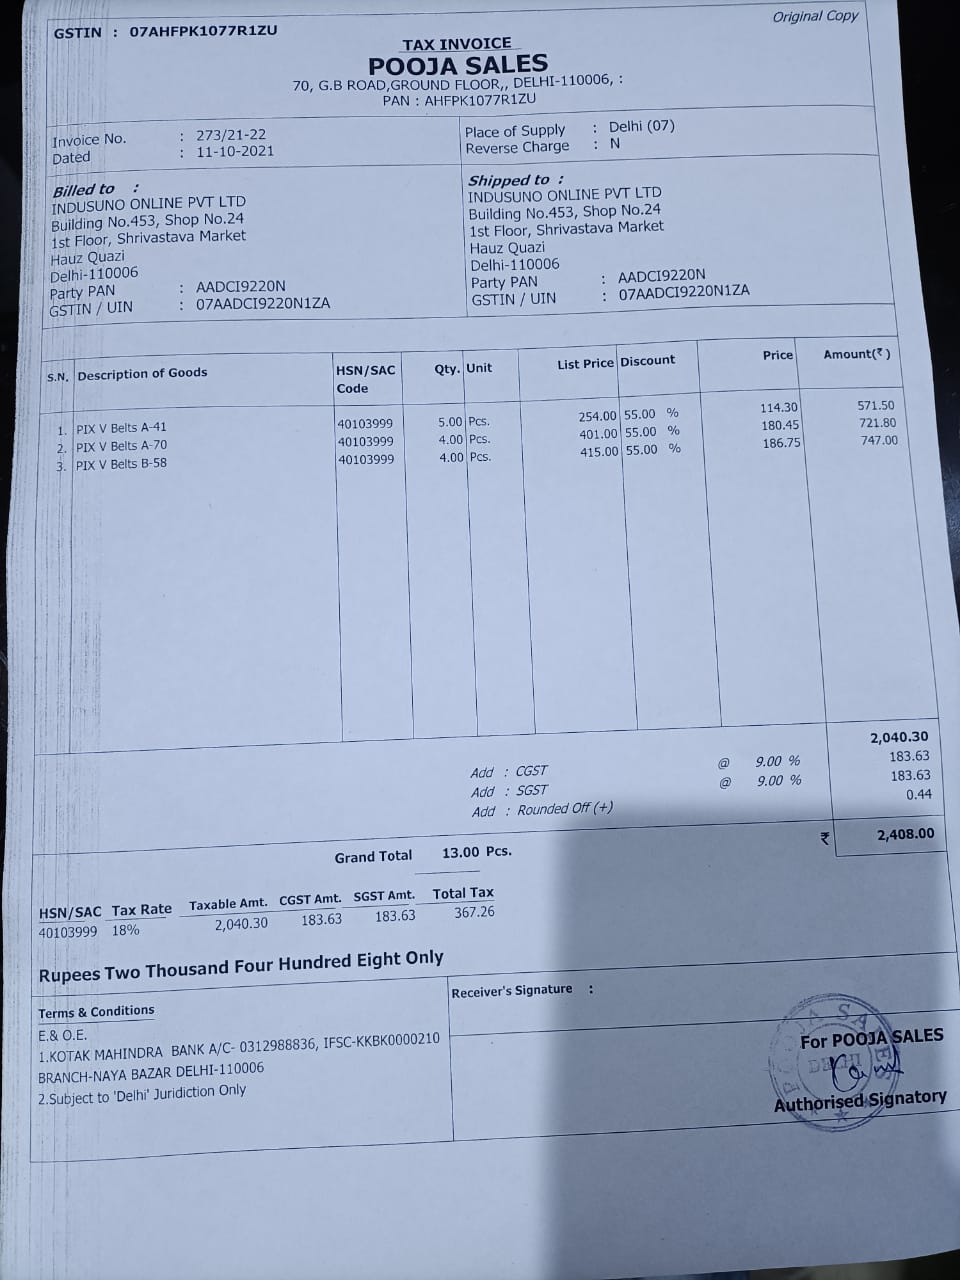 Original Copy
GSTIN : 07AHFPK1077R1ZU
TAX INVOICE
POOJA SALES
70, G.B ROAD,GROUND FLOOR,, DELHI-110006, :
PAN : AHFPK1077R1ZU
Invoice No. : 273/21-22
Dated : 11-10-2021
Place of Supply : Delhi (07)
Reverse Charge : N
Billed to :
INDUSUNO ONLINE PVT LTD
Building No.453, Shop No.24
1st Floor, Shrivastava Market
Hauz Quazi
Delhi-110006
Party PAN : AADCI9220N
GSTIN / UIN : 07AADCI9220N1ZA
Shipped to :
INDUSUNO ONLINE PVT LTD
Building No.453, Shop No.24
1st Floor, Shrivastava Market
Hauz Quazi
Delhi-110006
Party PAN : AADCI9220N
GSTIN / UIN : 07AADCI9220N1ZA
S.N. Description of Goods HSN/SAC Code Qty. Unit List Price Discount Price Amount(₹)
1. PIX V Belts A-41 40103999 5.00 Pcs. 254.00 55.00 % 114.30 571.50
2. PIX V Belts A-70 40103999 4.00 Pcs. 401.00 55.00 % 180.45 721.80
3. PIX V Belts B-58 40103999 4.00 Pcs. 415.00 55.00 % 186.75 747.00
2,040.30
Add : CGST @ 9.00 % 183.63
Add : SGST @ 9.00 % 183.63
Add : Rounded Off (+) 0.44
Grand Total 13.00 Pcs. ₹ 2,408.00
HSN/SAC Tax Rate Taxable Amt. CGST Amt. SGST Amt. Total Tax
40103999 18% 2,040.30 183.63 183.63 367.26
Rupees Two Thousand Four Hundred Eight Only
Terms & Conditions
E.& O.E.
1.KOTAK MAHINDRA BANK A/C- 0312988836, IFSC-KKBK0000210
BRANCH-NAYA BAZAR DELHI-110006
2.Subject to 'Delhi' Juridiction Only
Receiver's Signature :
For POOJA SALES
POOJA SALES
DELHI
Authorised Signatory